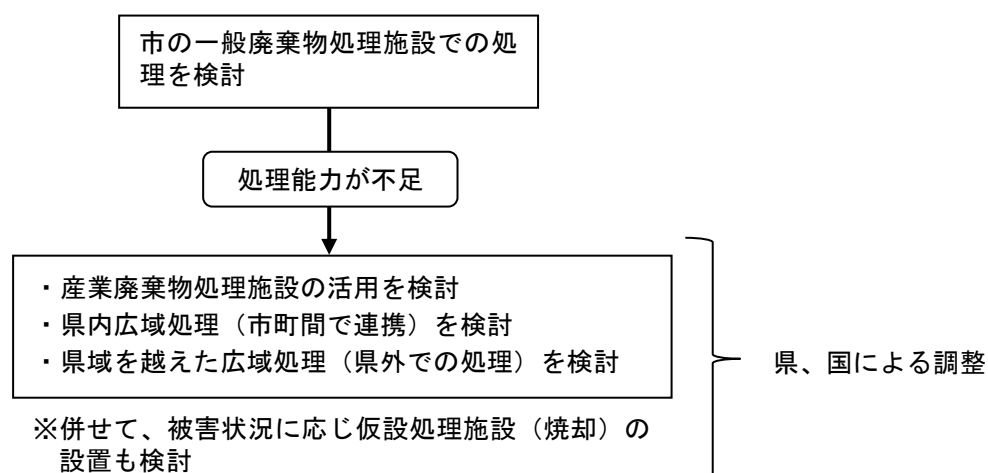 市の一般廃棄物処理施設での処
理を検討
処理能力が不足
・産業廃棄物処理施設の活用を検討
・県内広域処理（市町間で連携）を検討
・県域を越えた広域処理（県外での処理）を検討
県、国による調整
※併せて、被害状況に応じ仮設処理施設（焼却）の
設置も検討